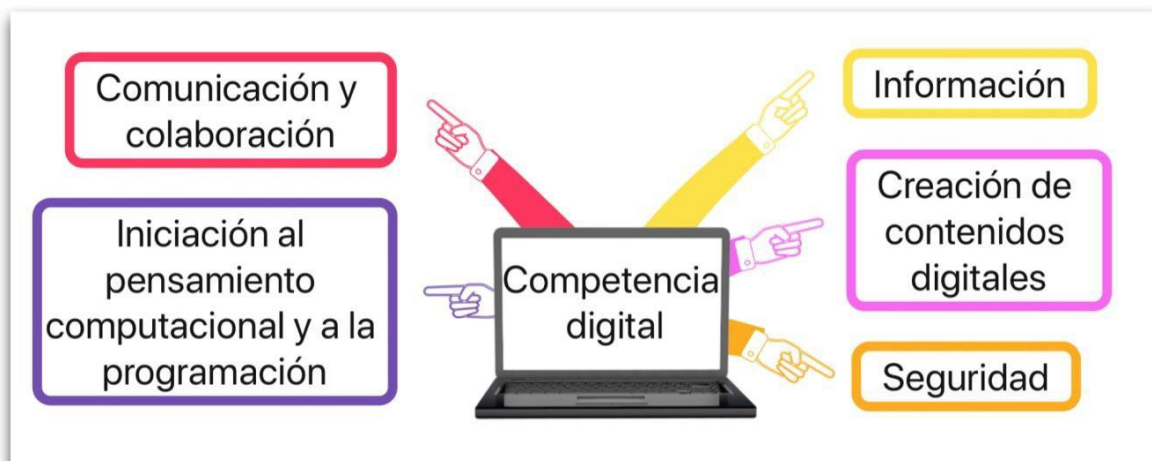 Comunicación y
colaboración
Iniciación al
pensamiento
computacional y a la
programación
Competencia
digital
Información
Creación de
contenidos
digitales
Seguridad